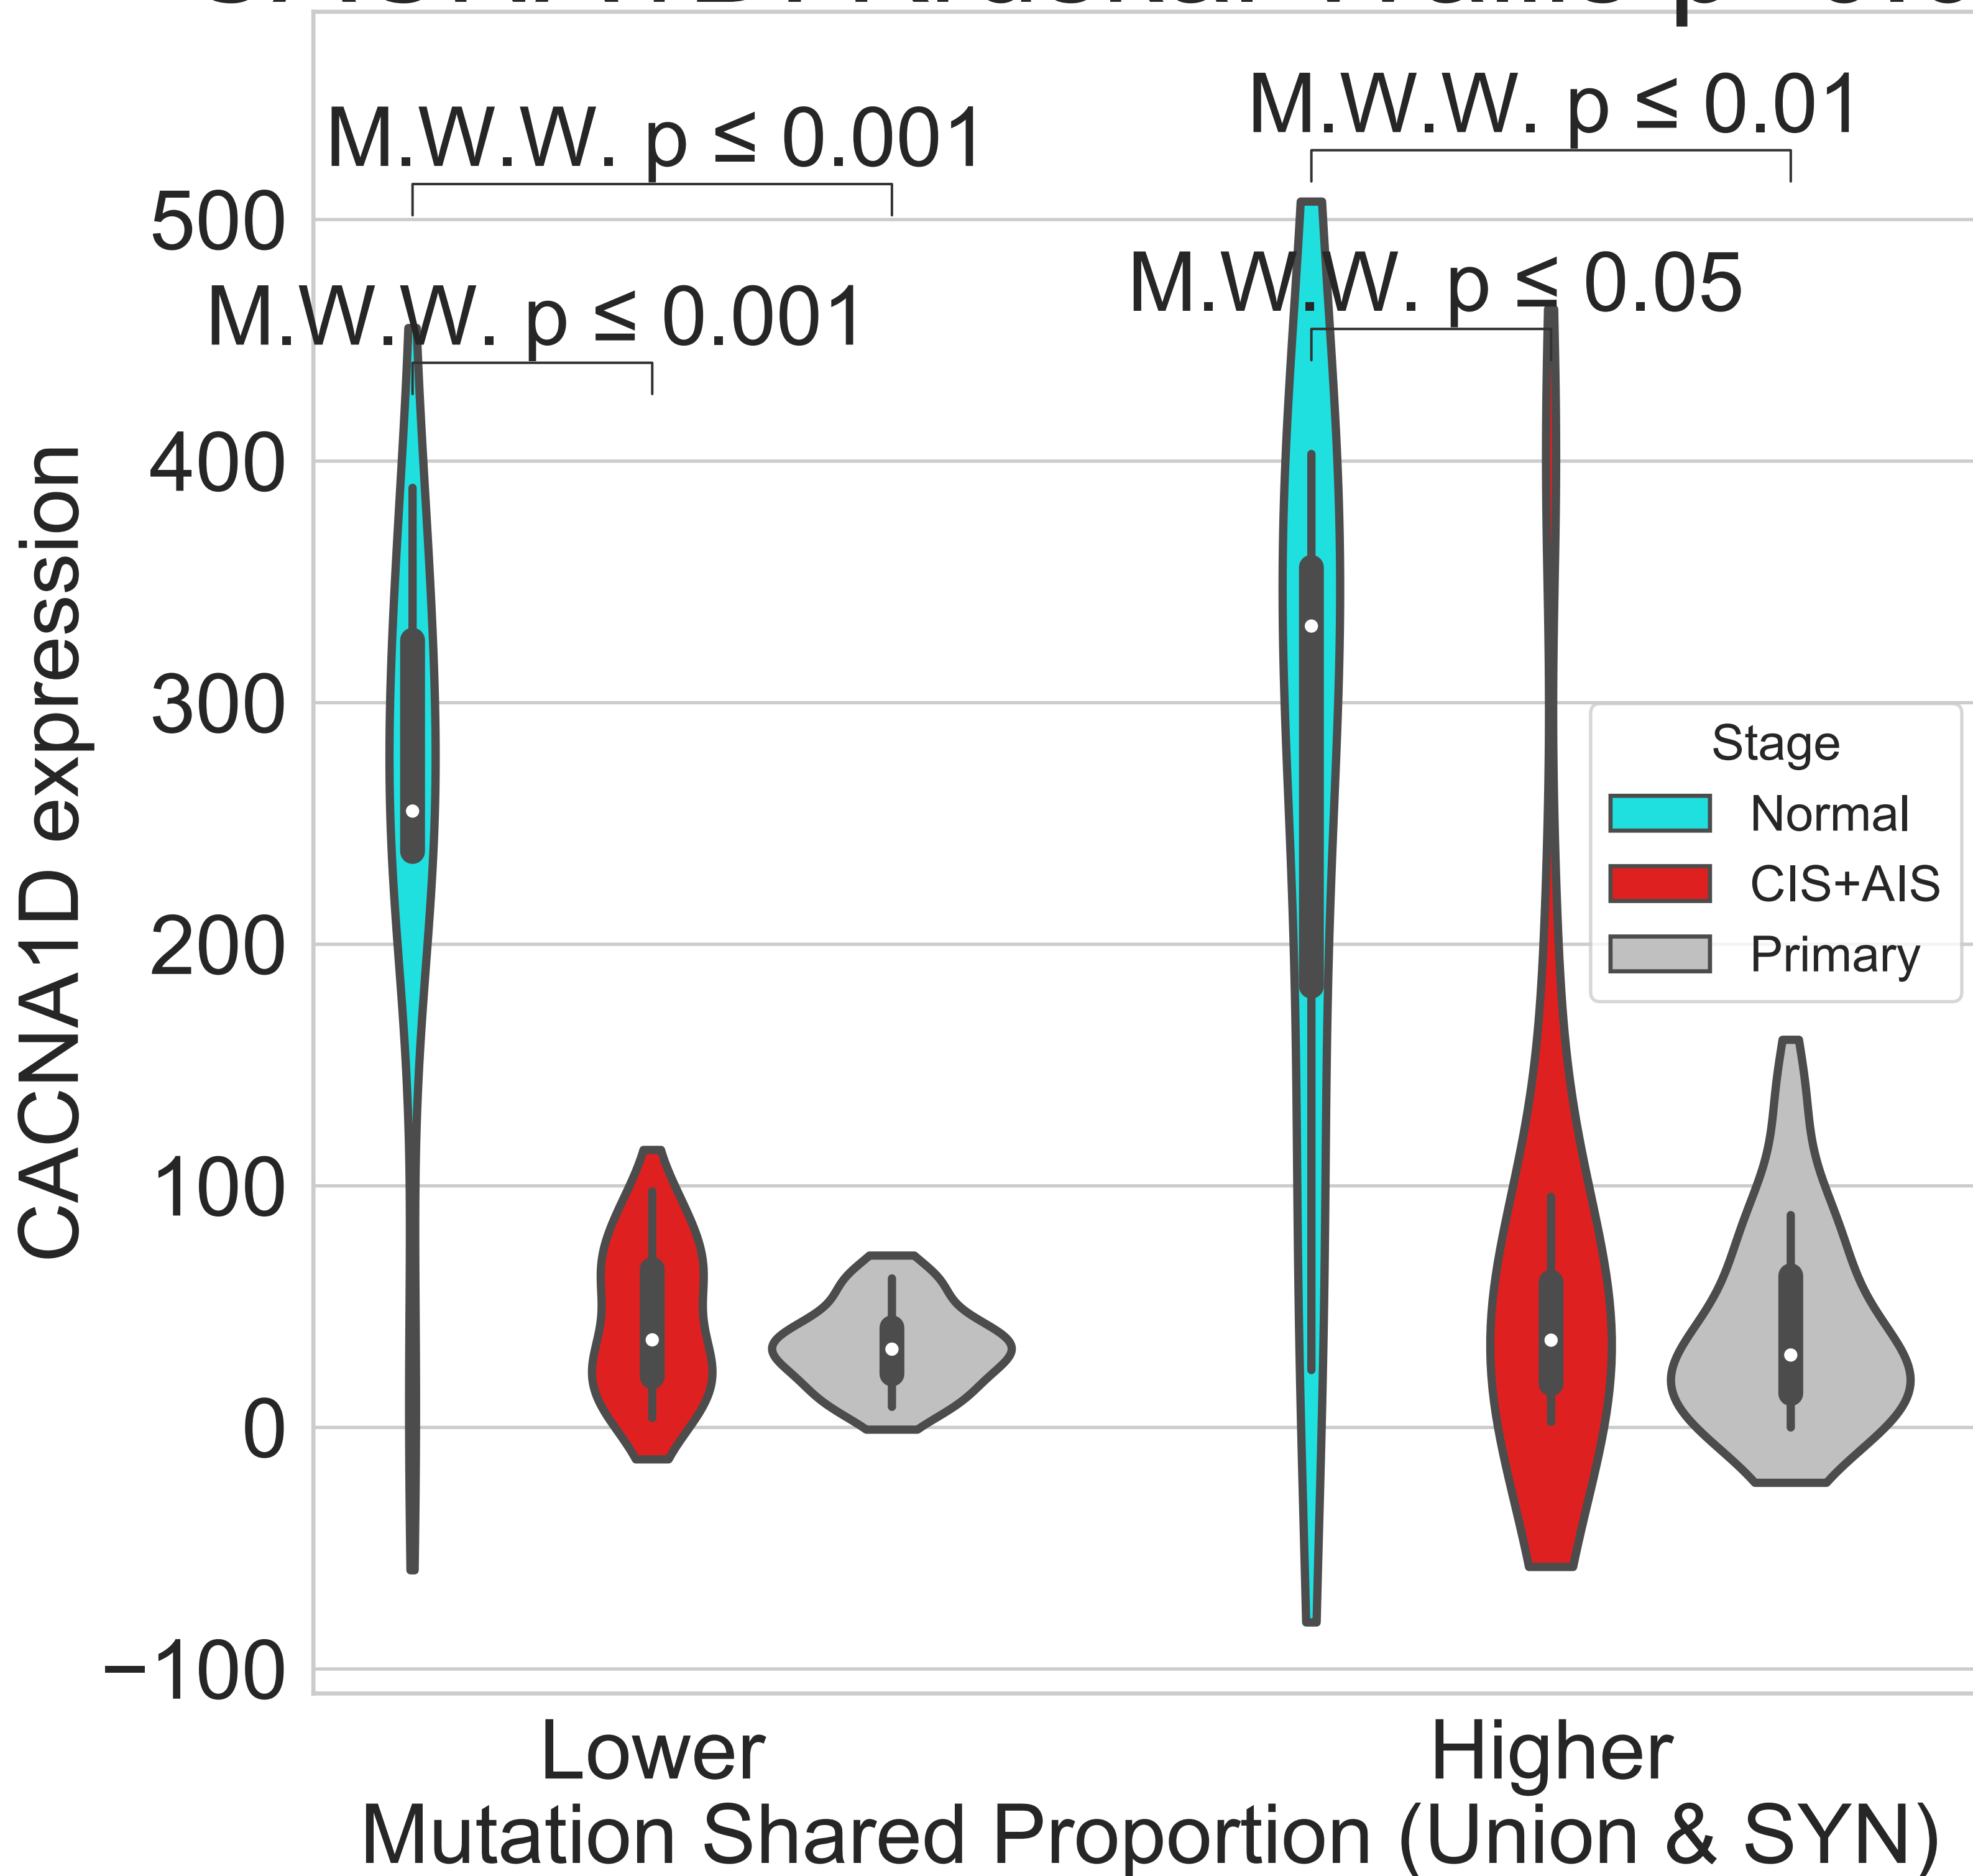 M.W.W. p ≤ 0.01
M.W.W. p ≤ 0.001
500
M.W.W. p ≤ 0.05
M.W.W. p ≤ 0.001
400
300
200
100
0
−100
CACNA1D expression
Stage
Normal
CIS+AIS
Primary
Lower
Higher
Mutation Shared Proportion (Union & SYN)